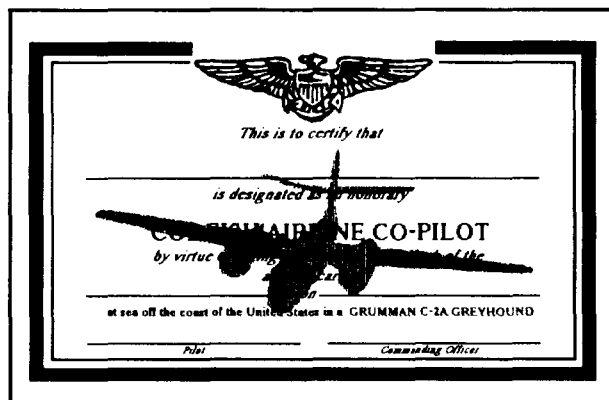 This is to certify that
is designated as an honorary
CO-PILOT
by virtue of the
at sea off the coast of the United States in a GRUMMAN C-2A GREYHOUND
Pilot Commanding Officer